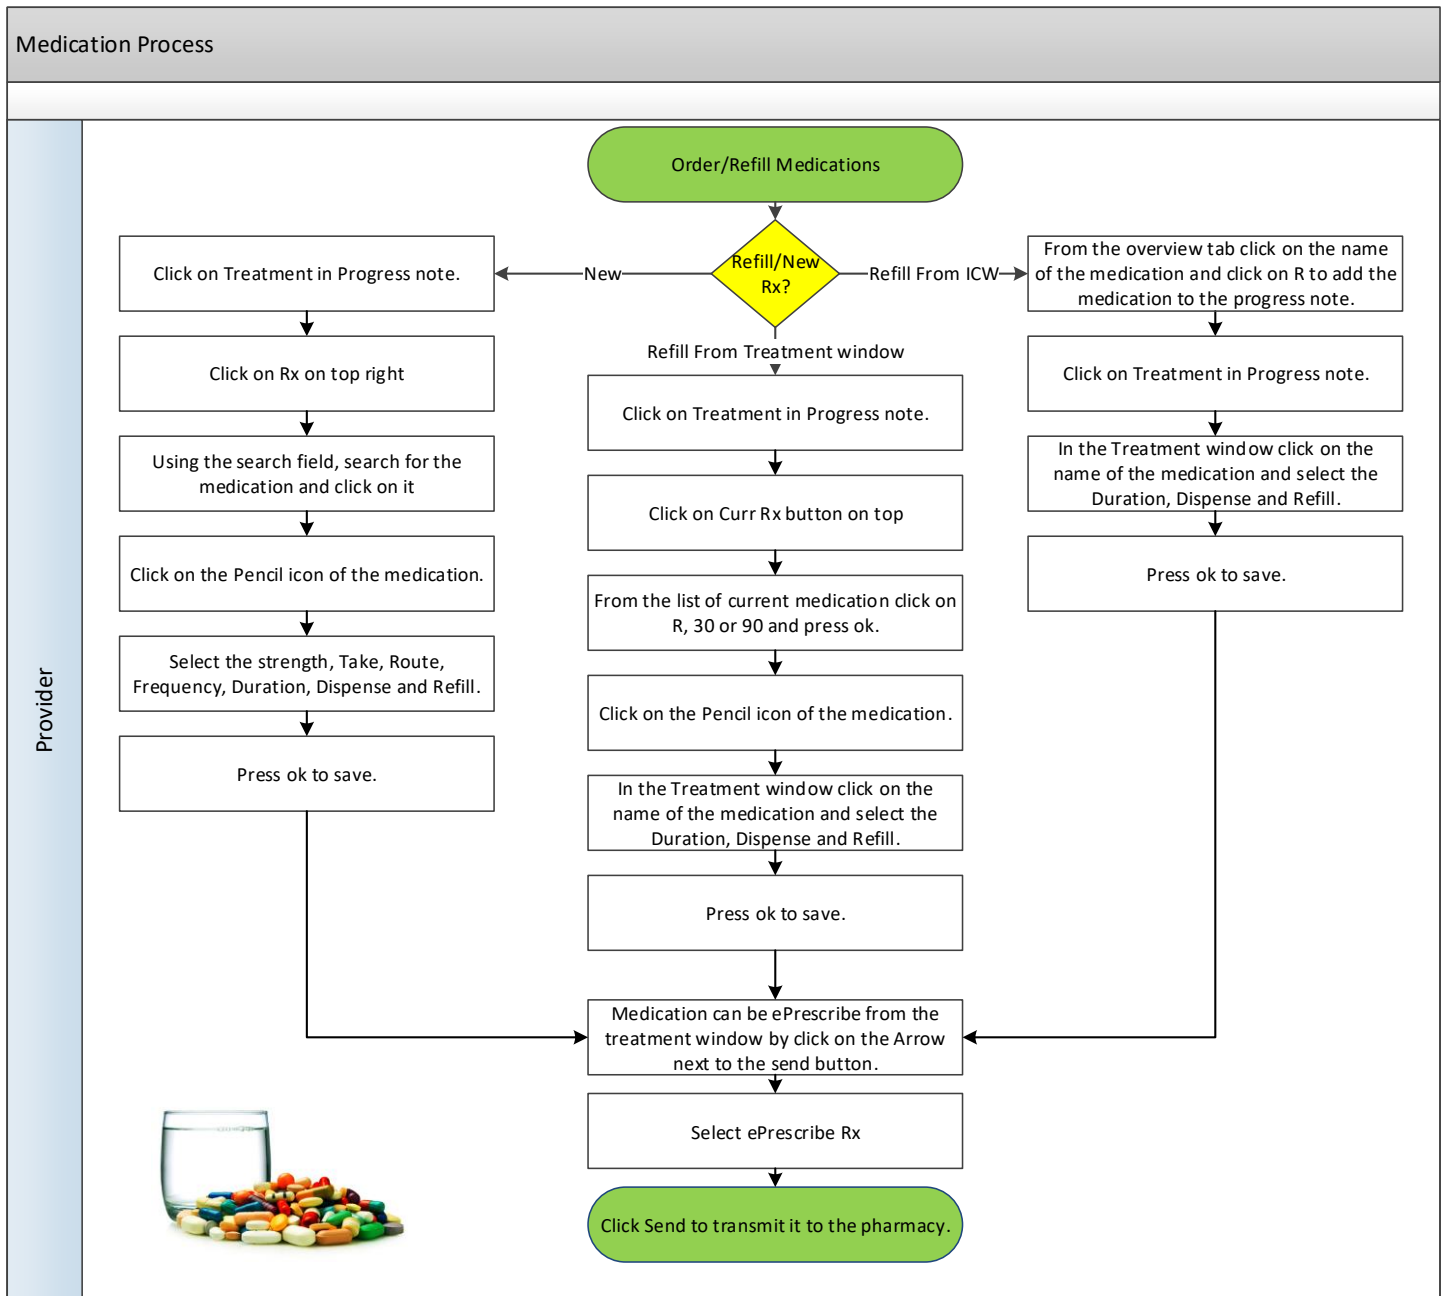 Medication Process
Provider
Order/Refill Medications
Refill/New
Rx?
New
Refill From ICW
Refill From Treatment window
Click on Treatment in Progress note.
Click on Rx on top right
Using the search field, search for the
medication and click on it
Click on the Pencil icon of the medication.
Select the strength, Take, Route,
Frequency, Duration, Dispense and Refill.
Press ok to save.
Click on Treatment in Progress note.
Click on Curr Rx button on top
From the list of current medication click on
R, 30 or 90 and press ok.
Click on the Pencil icon of the medication.
In the Treatment window click on the
name of the medication and select the
Duration, Dispense and Refill.
Press ok to save.
From the overview tab click on the name
of the medication and click on R to add the
medication to the progress note.
Click on Treatment in Progress note.
In the Treatment window click on the
name of the medication and select the
Duration, Dispense and Refill.
Press ok to save.
Medication can be ePrescribe from the
treatment window by click on the Arrow
next to the send button.
Select ePrescribe Rx
Click Send to transmit it to the pharmacy.